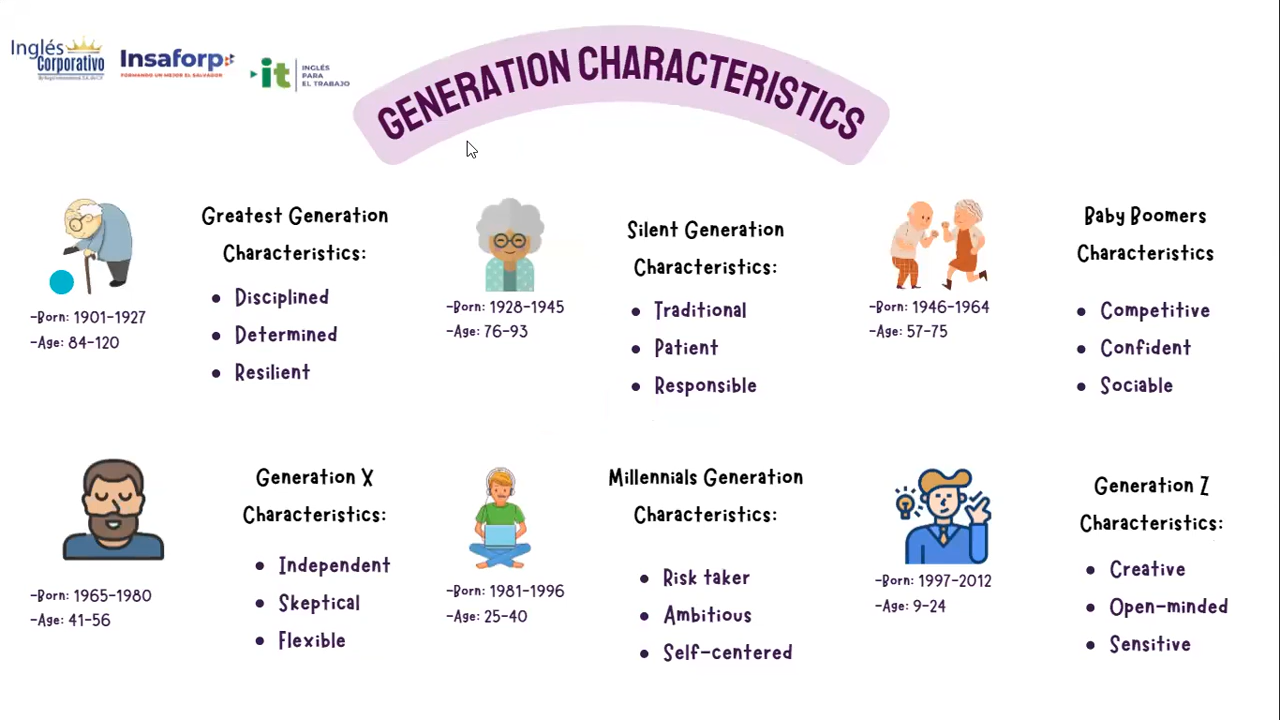 Inglés
Corporativo
Insaforp
FORMANDO UN MEJOR EL SALVADOR
it
INGLÉS
PARA
EL TRABAJO
GENERATION CHARACTERISTICS
Greatest Generation
Characteristics:
• Disciplined
• Determined
• Resilient
-Born: 1901-1927
-Age: 84-120
Silent Generation
Characteristics:
• Traditional
• Patient
• Responsible
-Born: 1928-1945
-Age: 76-93
Baby Boomers
Characteristics
• Competitive
• Confident
• Sociable
-Born: 1946-1964
-Age: 57-75
Generation X
Characteristics:
• Independent
• Skeptical
• Flexible
-Born: 1965-1980
-Age: 41-56
Millennials Generation
Characteristics:
• Risk taker
• Ambitious
• Self-centered
-Born: 1981-1996
-Age: 25-40
Generation Z
Characteristics:
• Creative
• Open-minded
• Sensitive
-Born: 1997-2012
-Age: 9-24